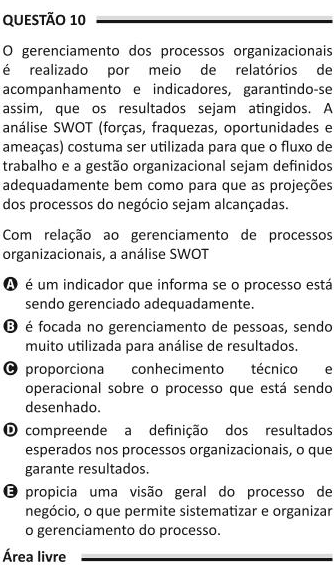 QUESTÃO 10
O gerenciamento dos processos organizacionais
é realizado por meio de relatórios de
acompanhamento e indicadores, garantindo-se
assim, que os resultados sejam atingidos. A
análise SWOT (forças, fraquezas, oportunidades e
ameaças) costuma ser utilizada para que o fluxo de
trabalho e a gestão organizacional sejam definidos
adequadamente bem como para que as projeções
dos processos do negócio sejam alcançadas.
Com relação ao gerenciamento de processos
organizacionais, a análise SWOT
A é um indicador que informa se o processo está
sendo gerenciado adequadamente.
B é focada no gerenciamento de pessoas, sendo
muito utilizada para análise de resultados.
C proporciona conhecimento técnico e
operacional sobre o processo que está sendo
desenhado.
D compreende a definição dos resultados
esperados nos processos organizacionais, o que
garante resultados.
E propicia uma visão geral do processo de
negócio, o que permite sistematizar e organizar
o gerenciamento do processo.
Área livre